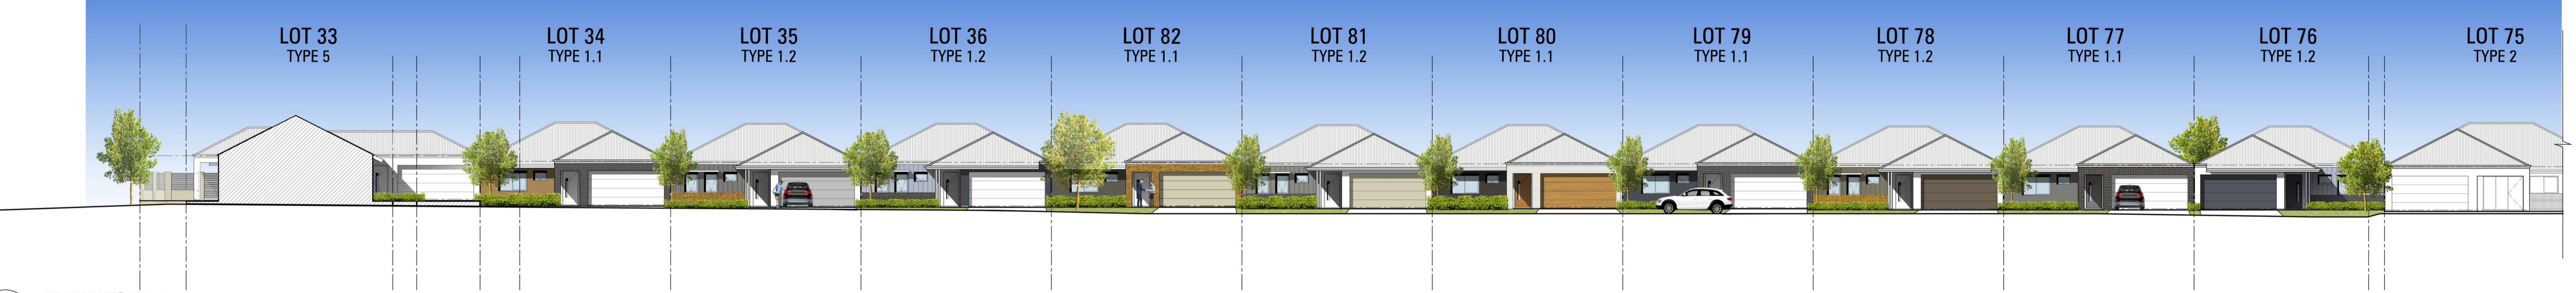 LOT 33
TYPE 5
LOT 34
TYPE 1.1
LOT 35
TYPE 1.2
LOT 36
TYPE 1.2
LOT 82
TYPE 1.1
LOT 81
TYPE 1.2
LOT 80
TYPE 1.1
LOT 79
TYPE 1.1
LOT 78
TYPE 1.2
LOT 77
TYPE 1.1
LOT 76
TYPE 1.2
LOT 75
TYPE 2